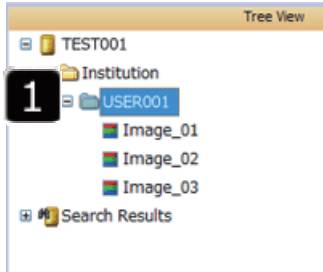 Tree View
TEST001
Institution
1
USER001
Image_01
Image_02
Image_03
Search Results